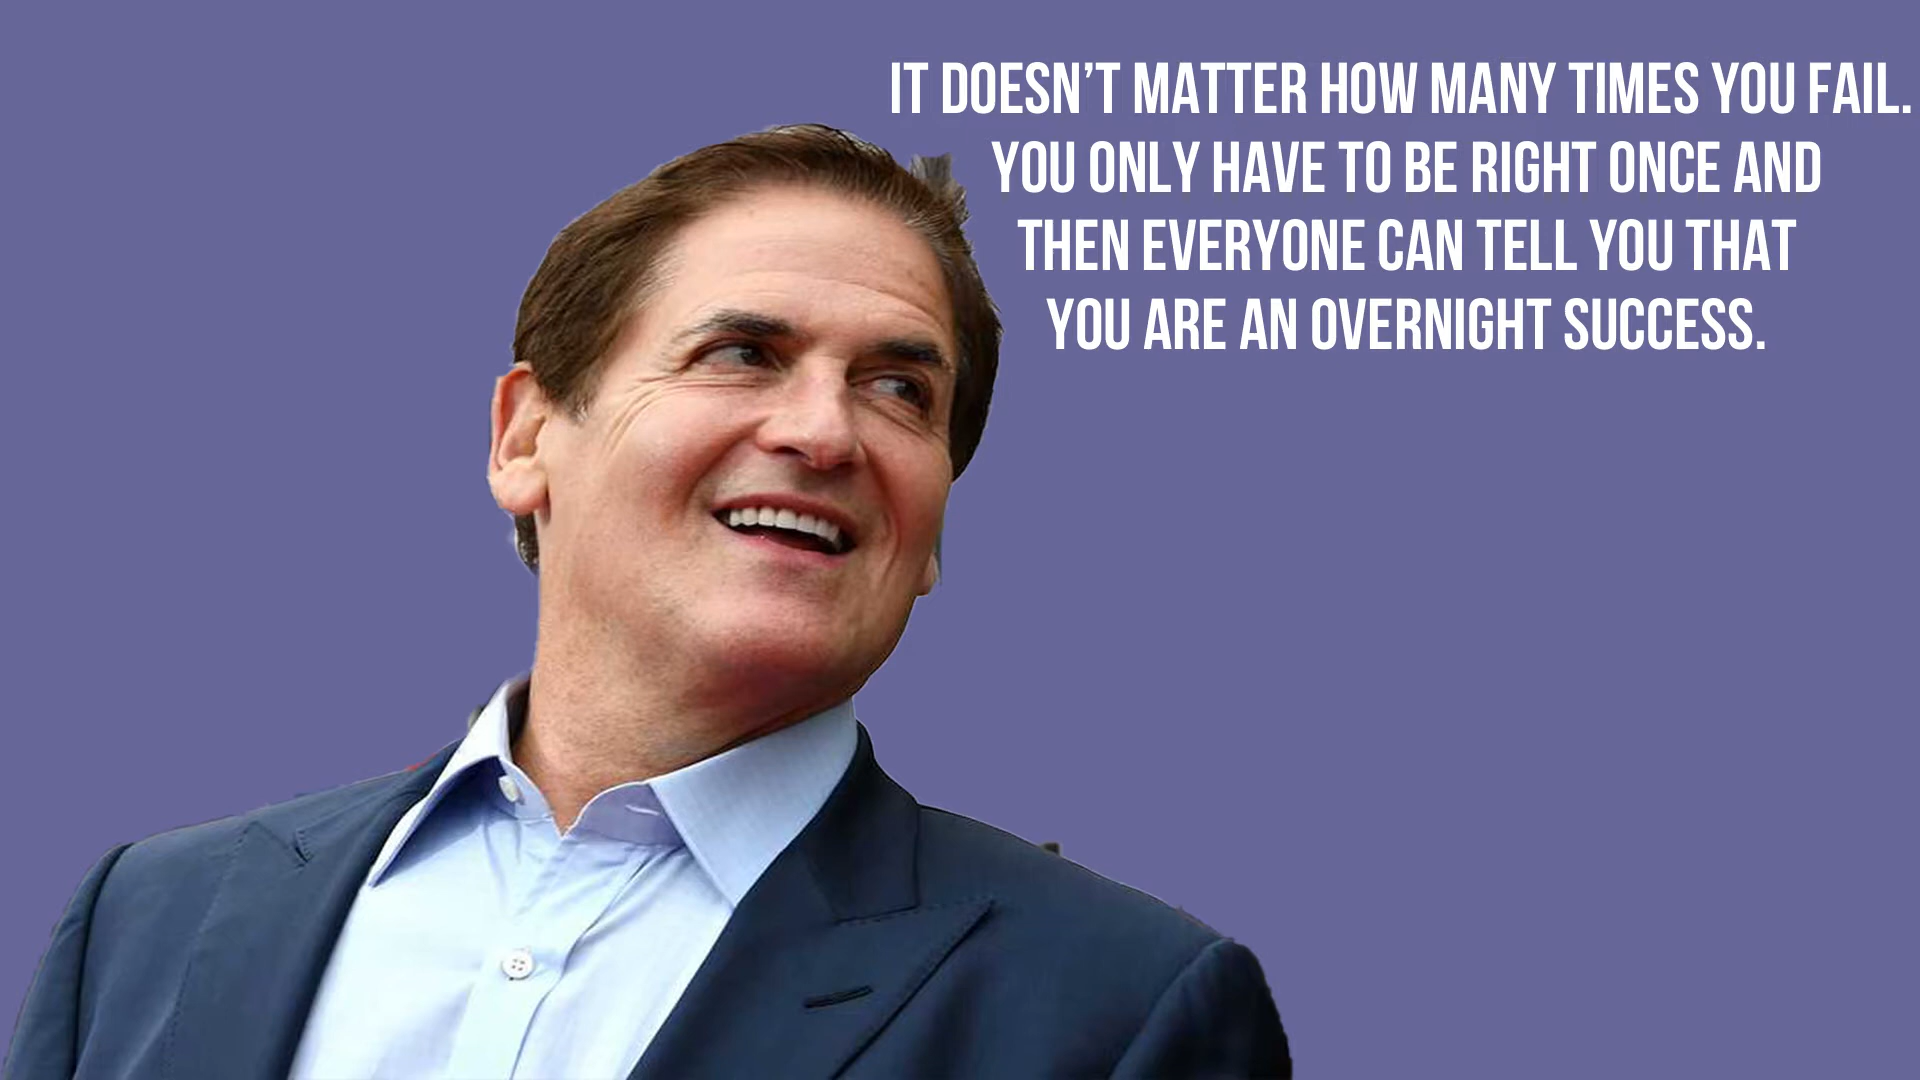 IT DOESN’T MATTER HOW MANY TIMES YOU FAIL.
YOU ONLY HAVE TO BE RIGHT ONCE AND
THEN EVERYONE CAN TELL YOU THAT
YOU ARE AN OVERNIGHT SUCCESS.